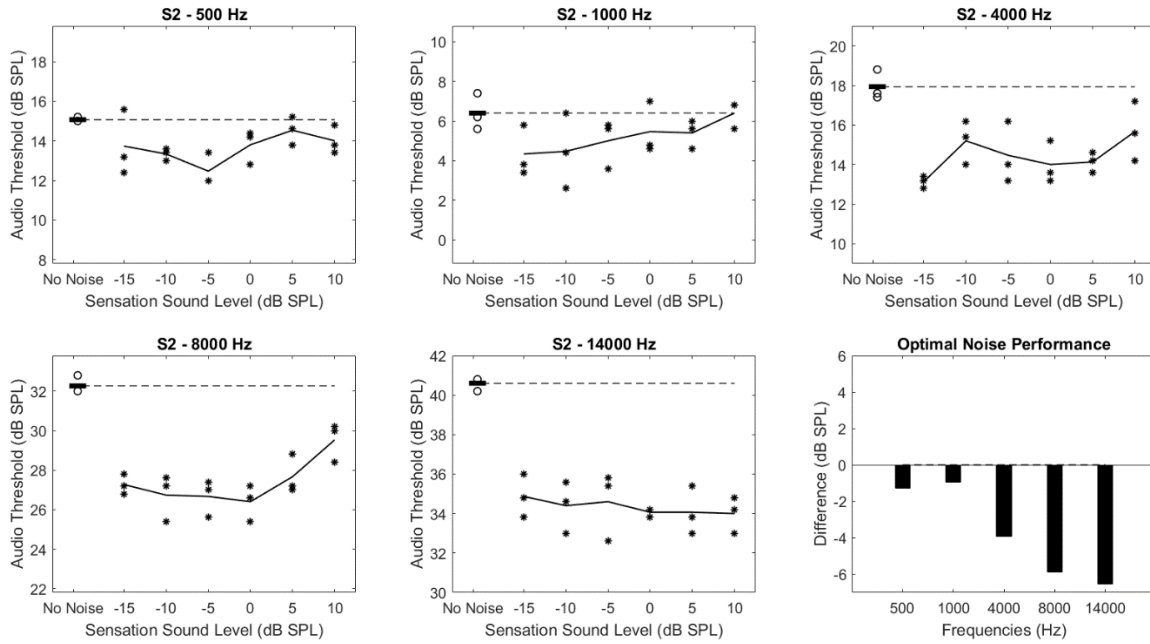 S2 - 500 Hz
Audio Threshold (dB SPL)
18
16
14
12
10
8
No Noise -15 -10 -5 0 5 10
Sensation Sound Level (dB SPL)
S2 - 1000 Hz
Audio Threshold (dB SPL)
8
6
4
2
0
No Noise -15 -10 -5 0 5 10
Sensation Sound Level (dB SPL)
S2 - 4000 Hz
Audio Threshold (dB SPL)
20
18
16
14
12
10
No Noise -15 -10 -5 0 5 10
Sensation Sound Level (dB SPL)
S2 - 8000 Hz
Audio Threshold (dB SPL)
32
30
28
26
24
22
No Noise -15 -10 -5 0 5 10
Sensation Sound Level (dB SPL)
S2 - 14000 Hz
Audio Threshold (dB SPL)
42
40
38
36
34
32
30
No Noise -15 -10 -5 0 5 10
Sensation Sound Level (dB SPL)
Optimal Noise Performance
Difference (dB SPL)
6
4
2
0
-2
-4
-6
500 1000 4000 8000 14000
Frequencies (Hz)